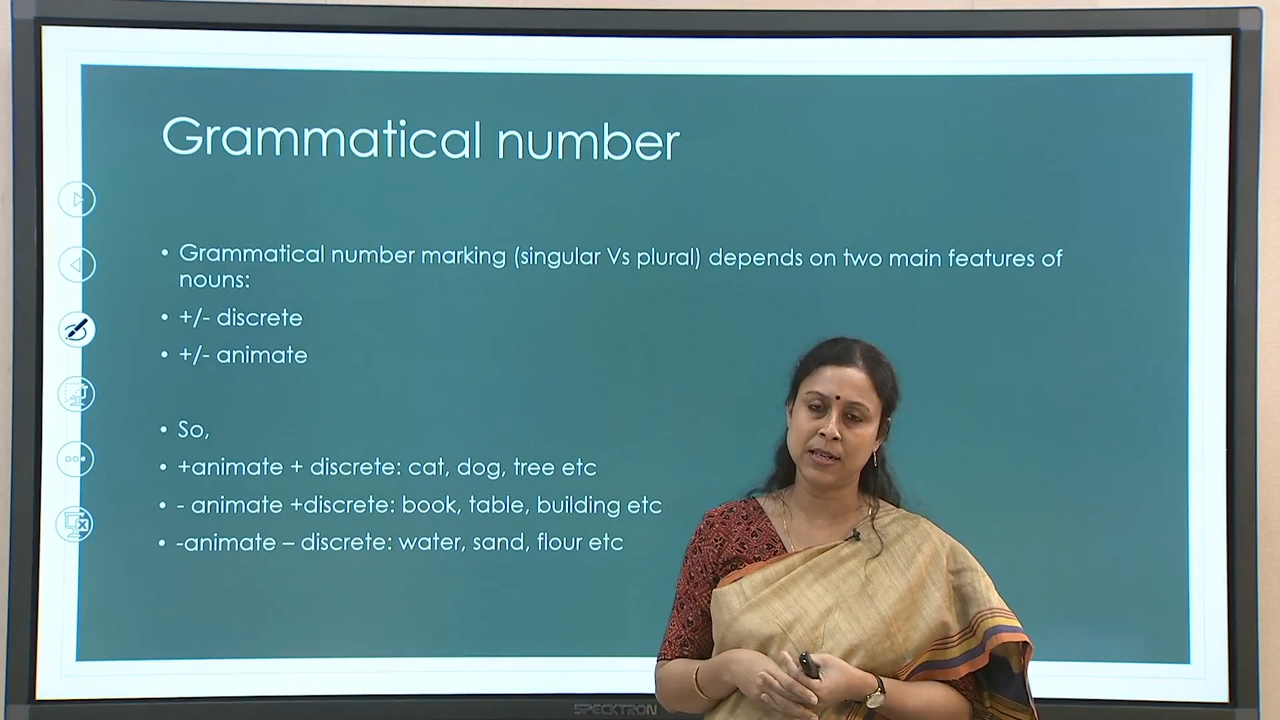 Grammatical number
• Grammatical number marking (singular Vs plural) depends on two main features of
nouns:
• +/- discrete
• +/- animate
• So,
• +animate + discrete: cat, dog, tree etc
• - animate +discrete: book, table, building etc
• -animate – discrete: water, sand, flour etc
SPECKTRON